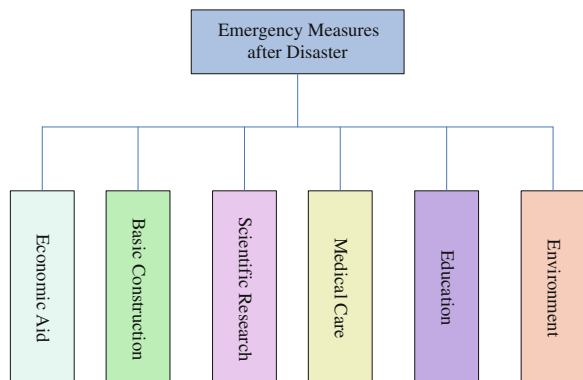 Emergency Measures
after Disaster
Economic Aid
Basic Construction
Scientific Research
Medical Care
Education
Environment